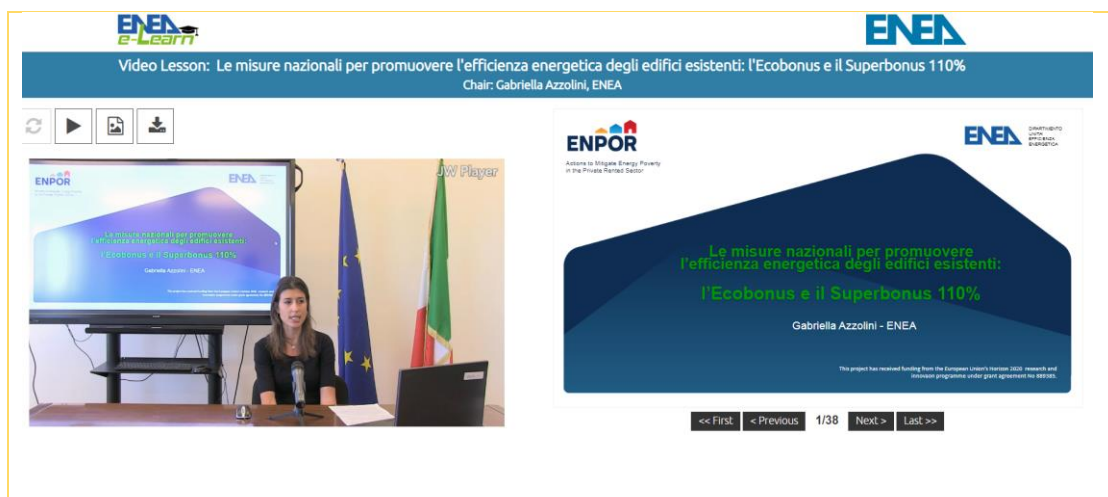 ENEA
e-Learn
ENEA
Video Lesson: Le misure nazionali per promuovere l'efficienza energetica degli edifici esistenti: l'Ecobonus e il Superbonus 110%
Chair: Gabriella Azzolini, ENEA
JW Player
ENPOR
ENEA
Le misure nazionali per promuovere
l'efficienza energetica degli edifici esistenti:
l'Ecobonus e il Superbonus 110%
Gabriella Azzolini - ENEA
ENPOR
Actions to Mitigate Energy Poverty
in the Private Rented Sector
ENEA
DIPARTIMENTO
UNITÀ
EFFICIENZA
ENERGETICA
Le misure nazionali per promuovere
l'efficienza energetica degli edifici esistenti:
l'Ecobonus e il Superbonus 110%
Gabriella Azzolini - ENEA
This project has received funding from the European Union's Horizon 2020 research and
innovation programme under grant agreement No 889385.
<< First < Previous 1/38 Next > Last >>